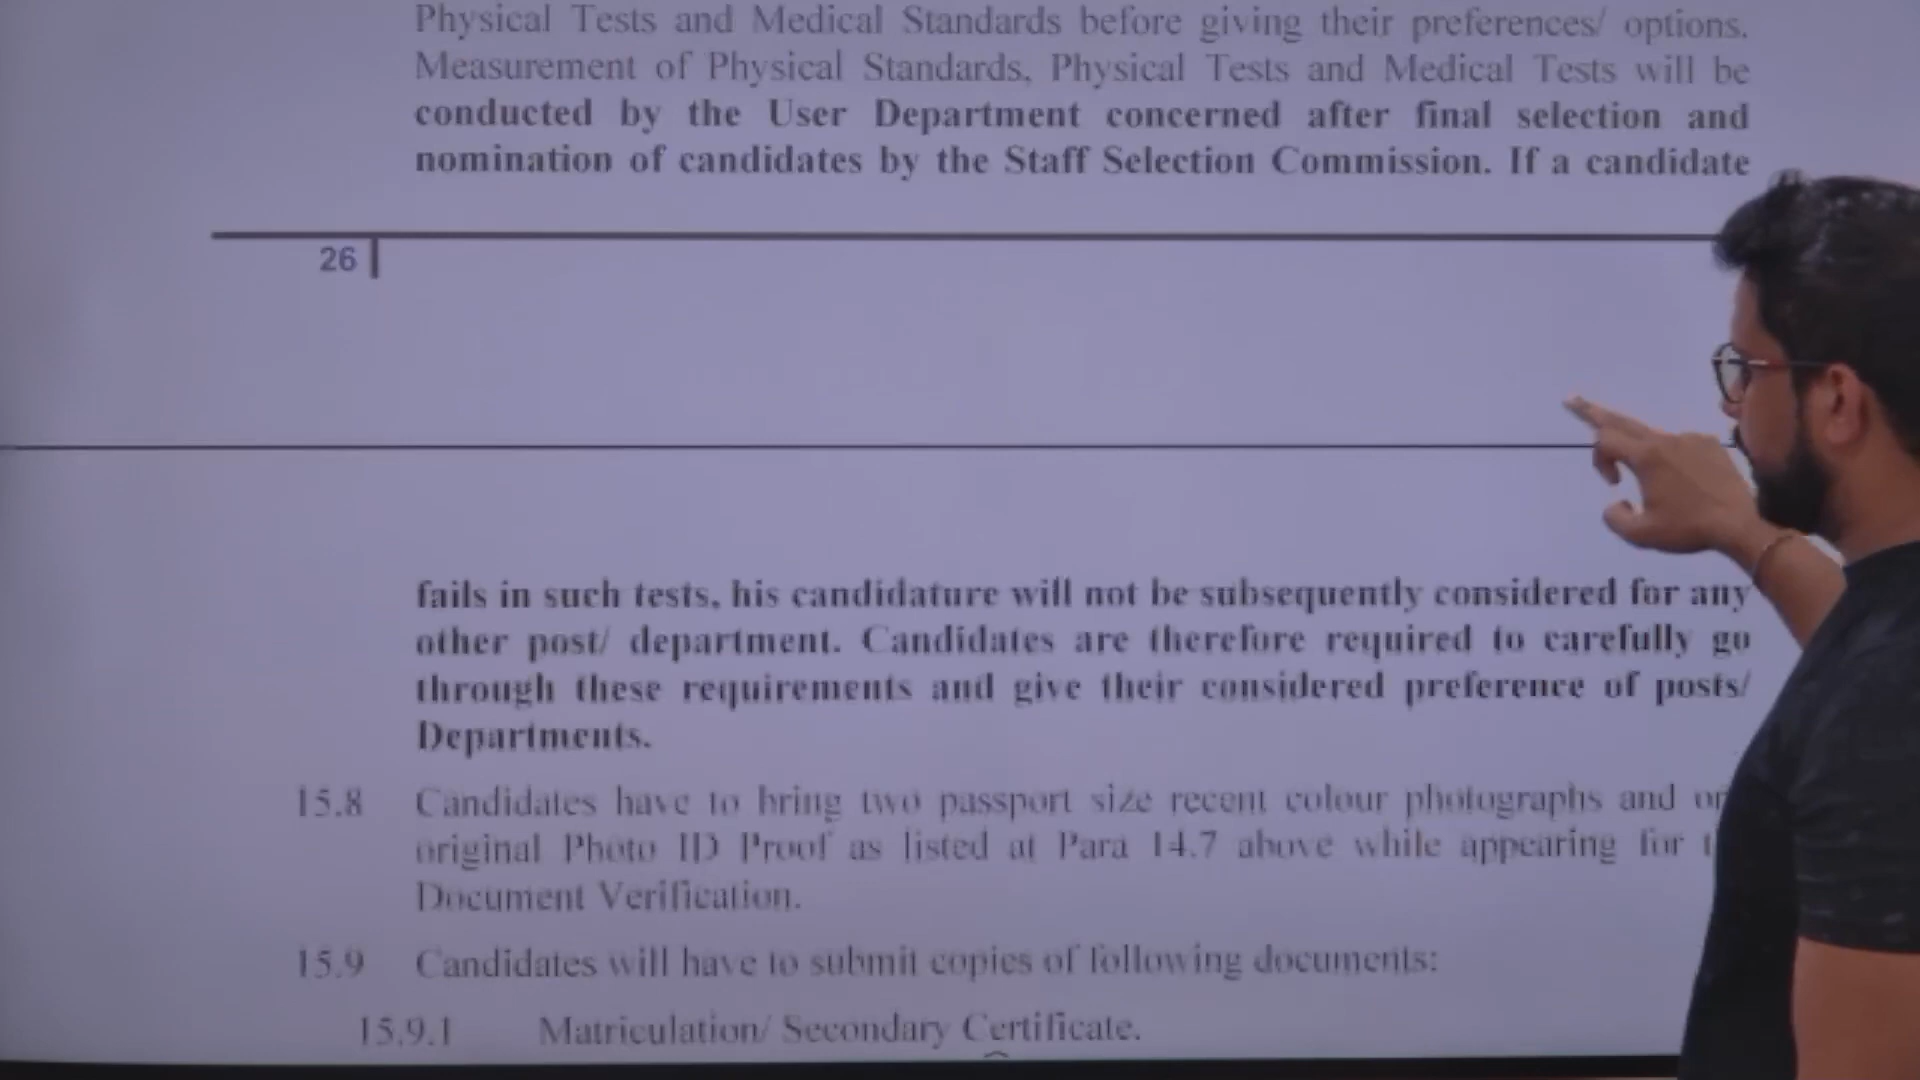 Physical Tests and Medical Standards before giving their preferences/ options.
Measurement of Physical Standards, Physical Tests and Medical Tests will be
conducted by the User Department concerned after final selection and
nomination of candidates by the Staff Selection Commission. If a candidate
26
fails in such tests, his candidature will not be subsequently considered for any
other post/ department. Candidates are therefore required to carefully go
through these requirements and give their considered preference of posts/
Departments.
15.8 Candidates have to bring two passport size recent colour photographs and
original Photo ID Proof as listed at Para 14.7 above while appearing for
Document Verification.
15.9 Candidates will have to submit copies of following documents:
15.9.1 Matriculation/ Secondary Certificate.